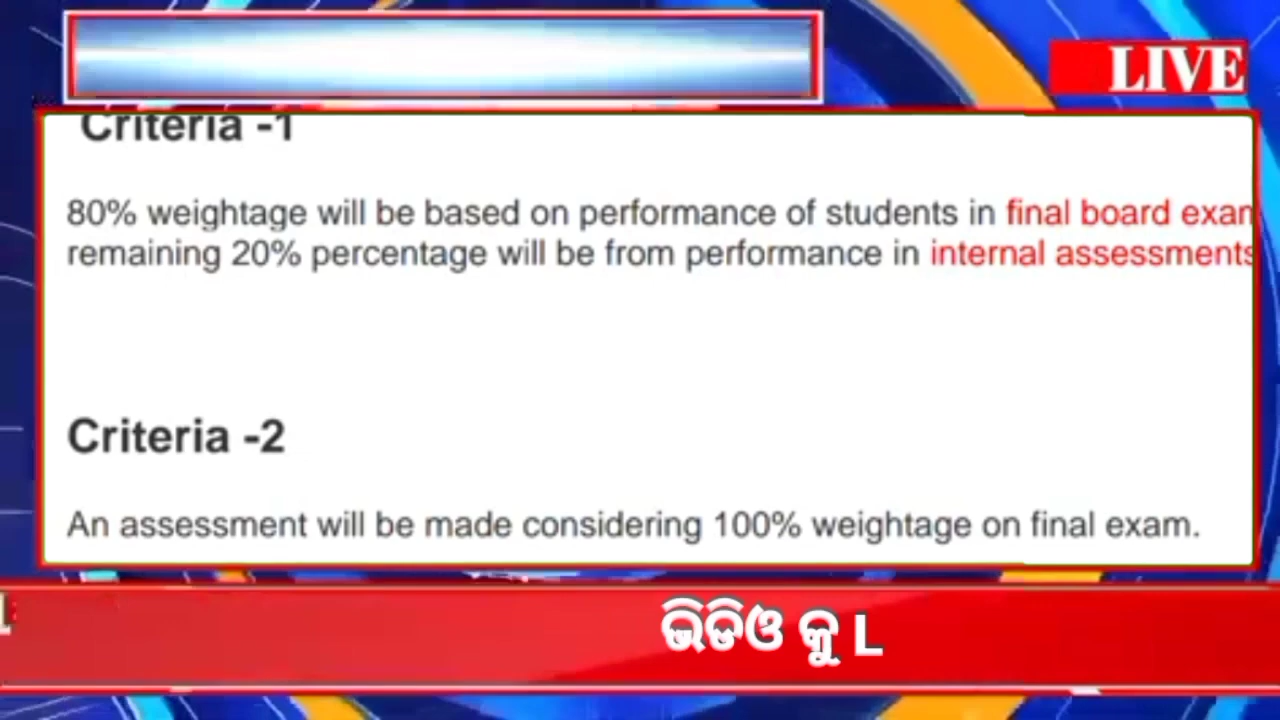 LIVE
Criteria -1
80% weightage will be based on performance of students in final board exam
remaining 20% percentage will be from performance in internal assessments
Criteria -2
An assessment will be made considering 100% weightage on final exam.
ଭିଡିଓ କୁ L